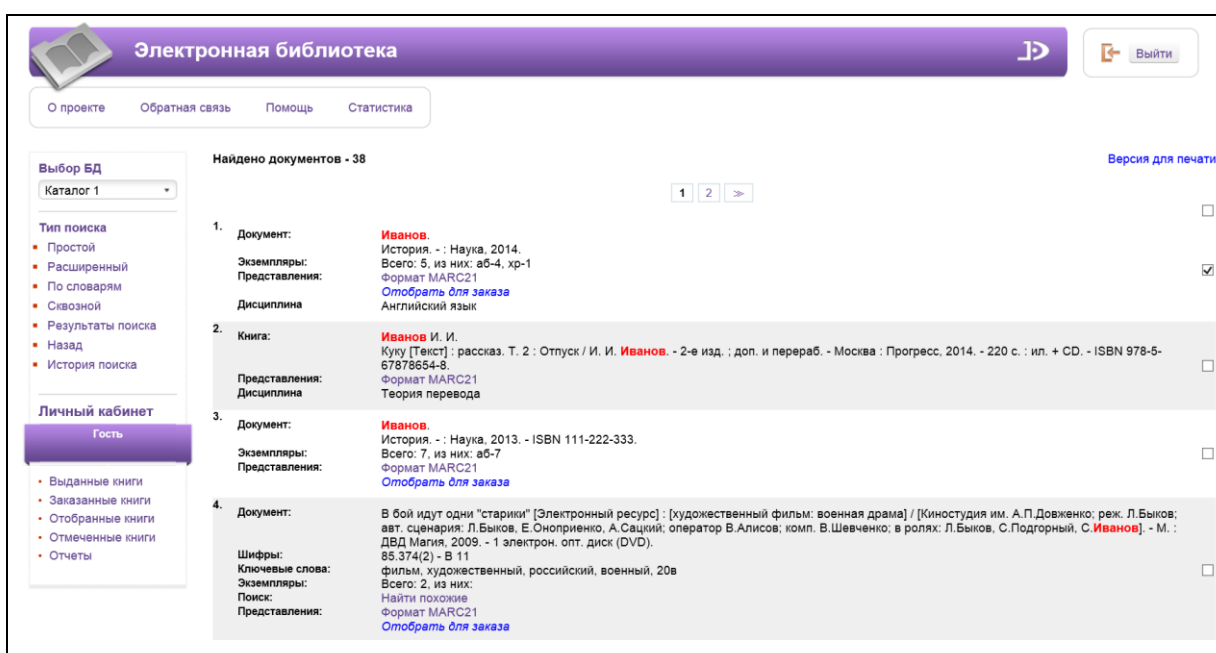 Электронная библиотека
Выйти
О проекте Обратная связь Помощь Статистика
Выбор БД
Каталог 1
Тип поиска
Простой
Расширенный
По словарям
Сквозной
Результаты поиска
Назад
История поиска
Личный кабинет
Гость
Выданные книги
Заказанные книги
Отобранные книги
Отмеченные книги
Отчеты
Найдено документов - 38
Версия для печати
1 2 ≫
1.
Документ: Иванов.
История. - : Наука, 2014.
Экземпляры: Всего: 5, из них: аб-4, хр-1
Представления: Формат MARC21
Отобрать для заказа
Дисциплина Английский язык
2.
Книга: Иванов И. И.
Куку [Текст] : рассказ. Т. 2 : Отпуск / И. И. Иванов. - 2-е изд. ; доп. и перераб. - Москва : Прогресс, 2014. - 220 с. : ил. + CD. - ISBN 978-5-
67878654-8.
Представления: Формат MARC21
Дисциплина Теория перевода
3.
Документ: Иванов.
История. - : Наука, 2013. - ISBN 111-222-333.
Экземпляры: Всего: 7, из них: аб-7
Представления: Формат MARC21
Отобрать для заказа
4.
Документ: В бой идут одни "старики" [Электронный ресурс] : [художественный фильм: военная драма] / [Киностудия им. А.П.Довженко; реж. Л.Быков;
авт. сценария: Л.Быков, Е.Оноприенко, А.Сацкий; оператор В.Алисов; комп. В.Шевченко; в ролях: Л.Быков, С.Подгорный, С.Иванов]. - М. :
ДВД Магия, 2009. - 1 электрон. опт. диск (DVD).
Шифры: 85.374(2) - В 11
Ключевые слова: фильм, художественный, российский, военный, 20в
Экземпляры: Всего: 2, из них:
Поиск: Найти похожие
Представления: Формат MARC21
Отобрать для заказа